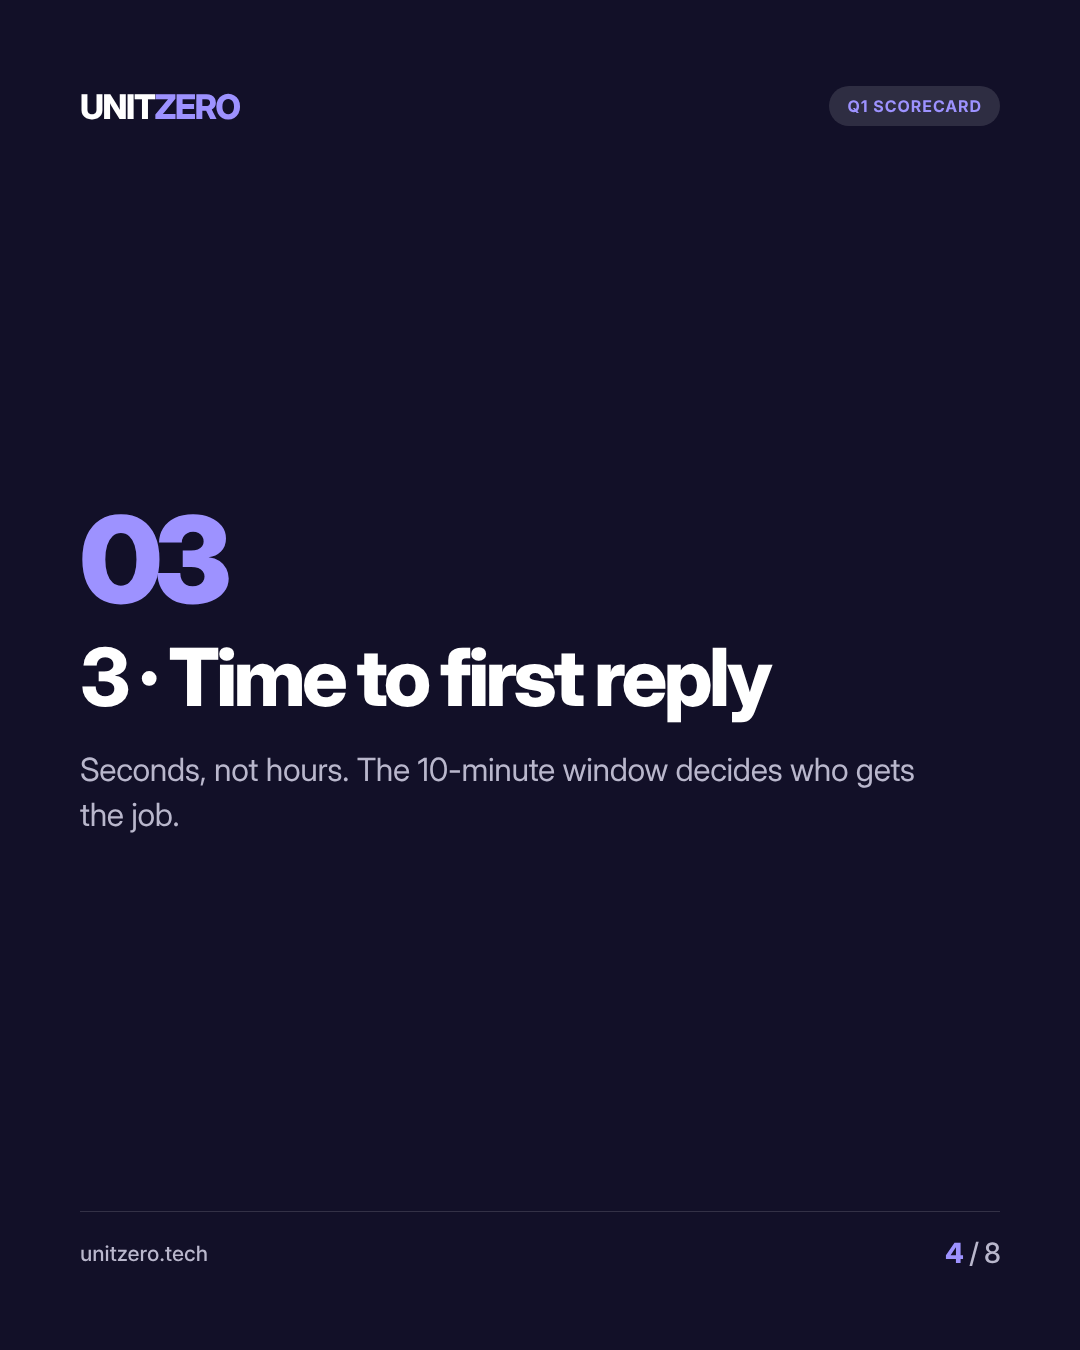 UNITZERO
Q1 SCORECARD
03
3 · Time to first reply
Seconds, not hours. The 10-minute window decides who gets
the job.
unitzero.tech
4 / 8